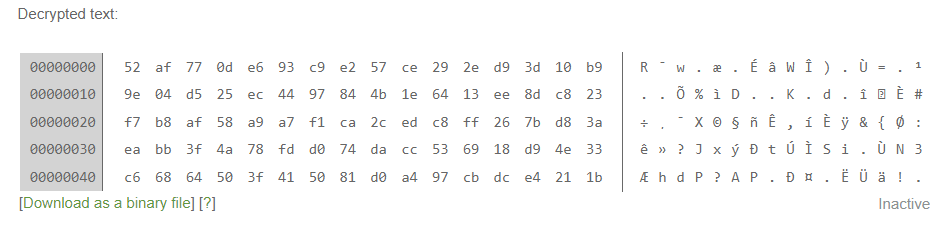 Decrypted text:
00000000 52 af 77 0d e6 93 c9 e2 57 ce 29 2e d9 3d 10 b9 R ¯ w . æ . É â W Î ) . Ù = . ¹
00000010 9e 04 d5 25 ec 44 97 84 4b 1e 64 13 ee 8d c8 23 . . Õ % ì D . . K . d . î È #
00000020 f7 b8 af 58 a9 a7 f1 ca 2c ed c8 ff 26 7b d8 3a ÷ ¸ ¯ X © § ñ Ê , í È ÿ & { Ø :
00000030 ea bb 3f 4a 78 fd d0 74 da cc 53 69 18 d9 4e 33 ê » ? J x ý Ð t Ú Ì S i . Ù N 3
00000040 c6 68 64 50 3f 41 50 81 d0 a4 97 cb dc e4 21 1b Æ h d P ? A P . Ð ¤ . Ë Ü ä ! .
[Download as a binary file] [?]
Inactive